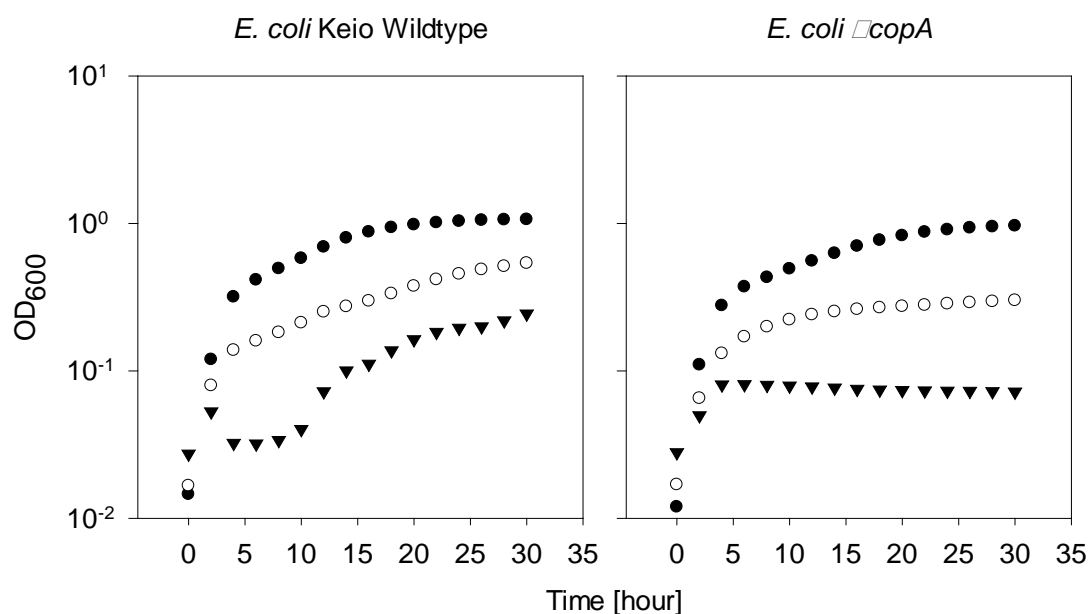 E. coli Keio Wildtype
E. coli □copA
10¹
10⁰
10⁻¹
10⁻²
OD₆₀₀
0 5 10 15 20 25 30 35
0 5 10 15 20 25 30 35
Time [hour]